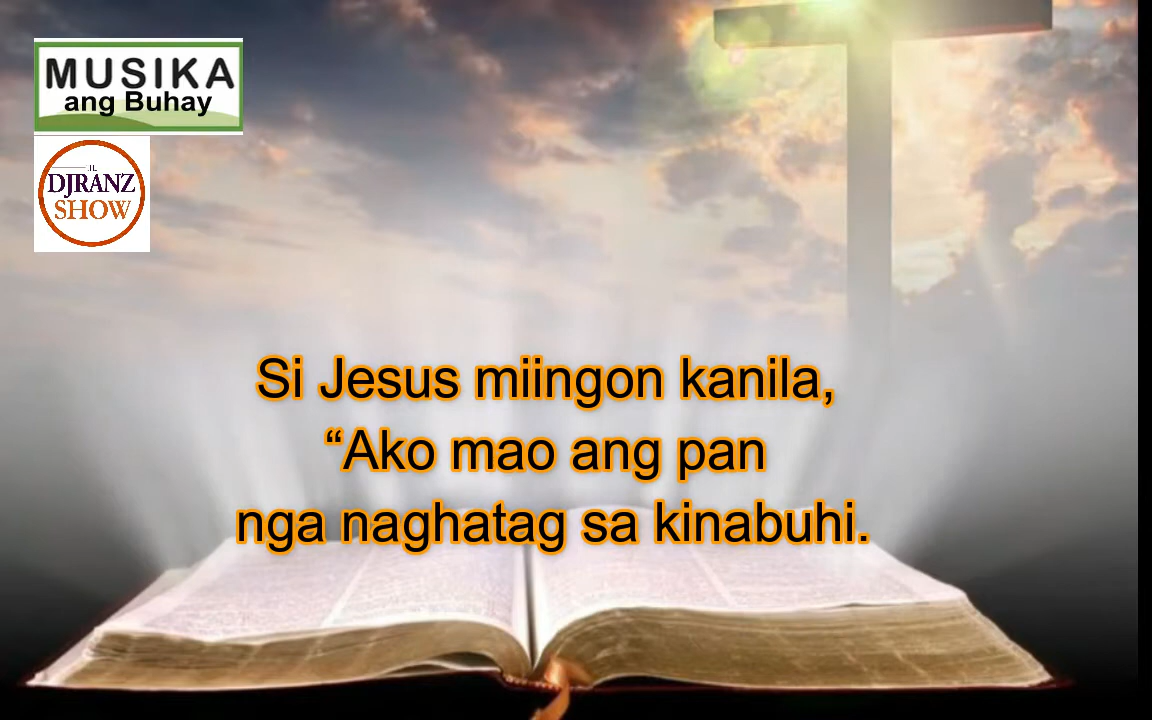 MUSIKA
ang Buhay
DJRANZ
SHOW
Si Jesus miingon kanila,
“Ako mao ang pan
nga naghatag sa kinabuhi.